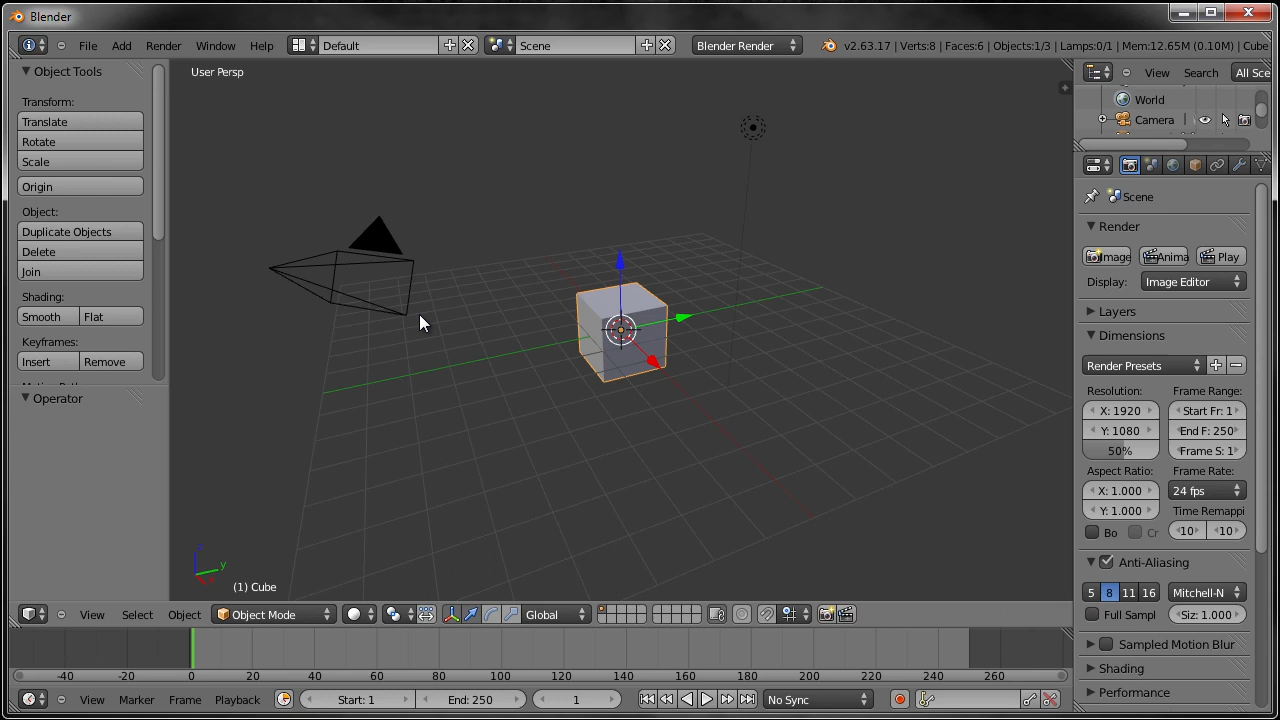 Blender
File Add Render Window Help Default Scene Blender Render v2.63.17 | Verts:8 | Faces:6 | Objects:1/3 | Lamps:0/1 | Mem:12.65M (0.10M) | Cube
Object Tools
Transform:
Translate
Rotate
Scale
Origin
Object:
Duplicate Objects
Delete
Join
Shading:
Smooth Flat
Keyframes:
Insert Remove
Operator
User Persp
z
y
(1) Cube
View Search All Sce
World
Camera
Scene
Render
Image Anima Play
Display: Image Editor
Layers
Dimensions
Render Presets
Resolution: Frame Range:
X: 1920 Start Fr: 1
Y: 1080 End F: 250
50% Frame S: 1
Aspect Ratio: Frame Rate:
X: 1.000 24 fps
Y: 1.000 Time Remappi
Bo Cr 10 10
Anti-Aliasing
5 8 11 16 Mitchell-N
Full Sampl Siz: 1.000
Sampled Motion Blur
Shading
Performance
View Select Object Object Mode Global
-40 -20 0 20 40 60 80 100 120 140 160 180 200 220 240 260
View Marker Frame Playback Start: 1 End: 250 1 No Sync